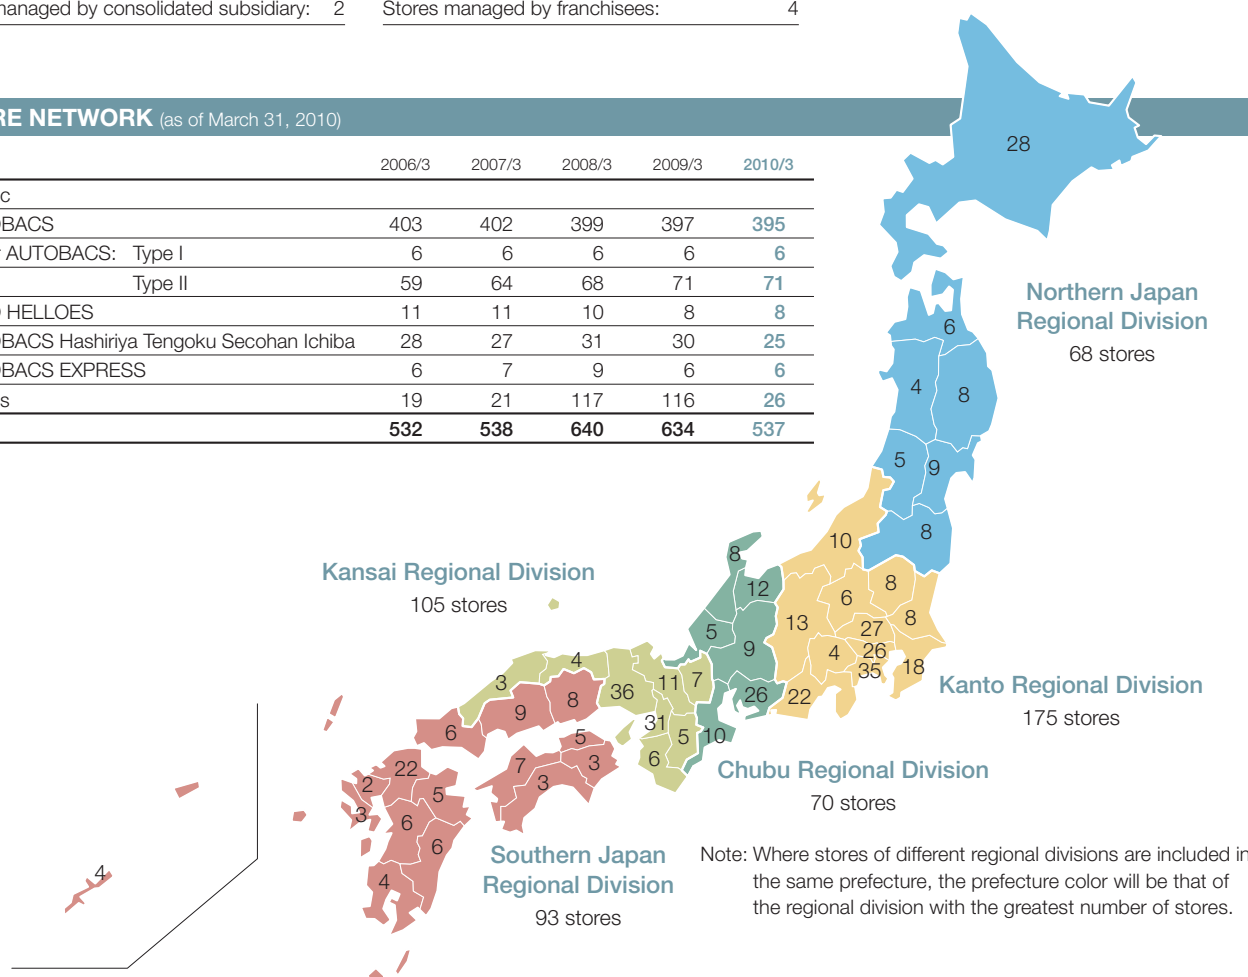 managed by consolidated subsidiary: 2
Stores managed by franchisees: 4
RE NETWORK (as of March 31, 2010)
2006/3 2007/3 2008/3 2009/3 2010/3
c
OBACS 403 402 399 397 395
r AUTOBACS: Type I 6 6 6 6 6
Type II 59 64 68 71 71
O HELLOES 11 11 10 8 8
OBACS Hashiriya Tengoku Secohan Ichiba 28 27 31 30 25
OBACS EXPRESS 6 7 9 6 6
s 19 21 117 116 26
532 538 640 634 537
28
Northern Japan
Regional Division
68 stores
6
4
8
5
9
8
10
8
6
8
13
27
4
26
35
18
22
Kanto Regional Division
175 stores
8
12
5
9
26
10
Chubu Regional Division
70 stores
Kansai Regional Division
105 stores
4
3
36
11
7
31
5
6
8
9
6
5
7
3
3
22
2
5
3
6
6
4
4
Southern Japan
Regional Division
93 stores
Note: Where stores of different regional divisions are included in
the same prefecture, the prefecture color will be that of
the regional division with the greatest number of stores.